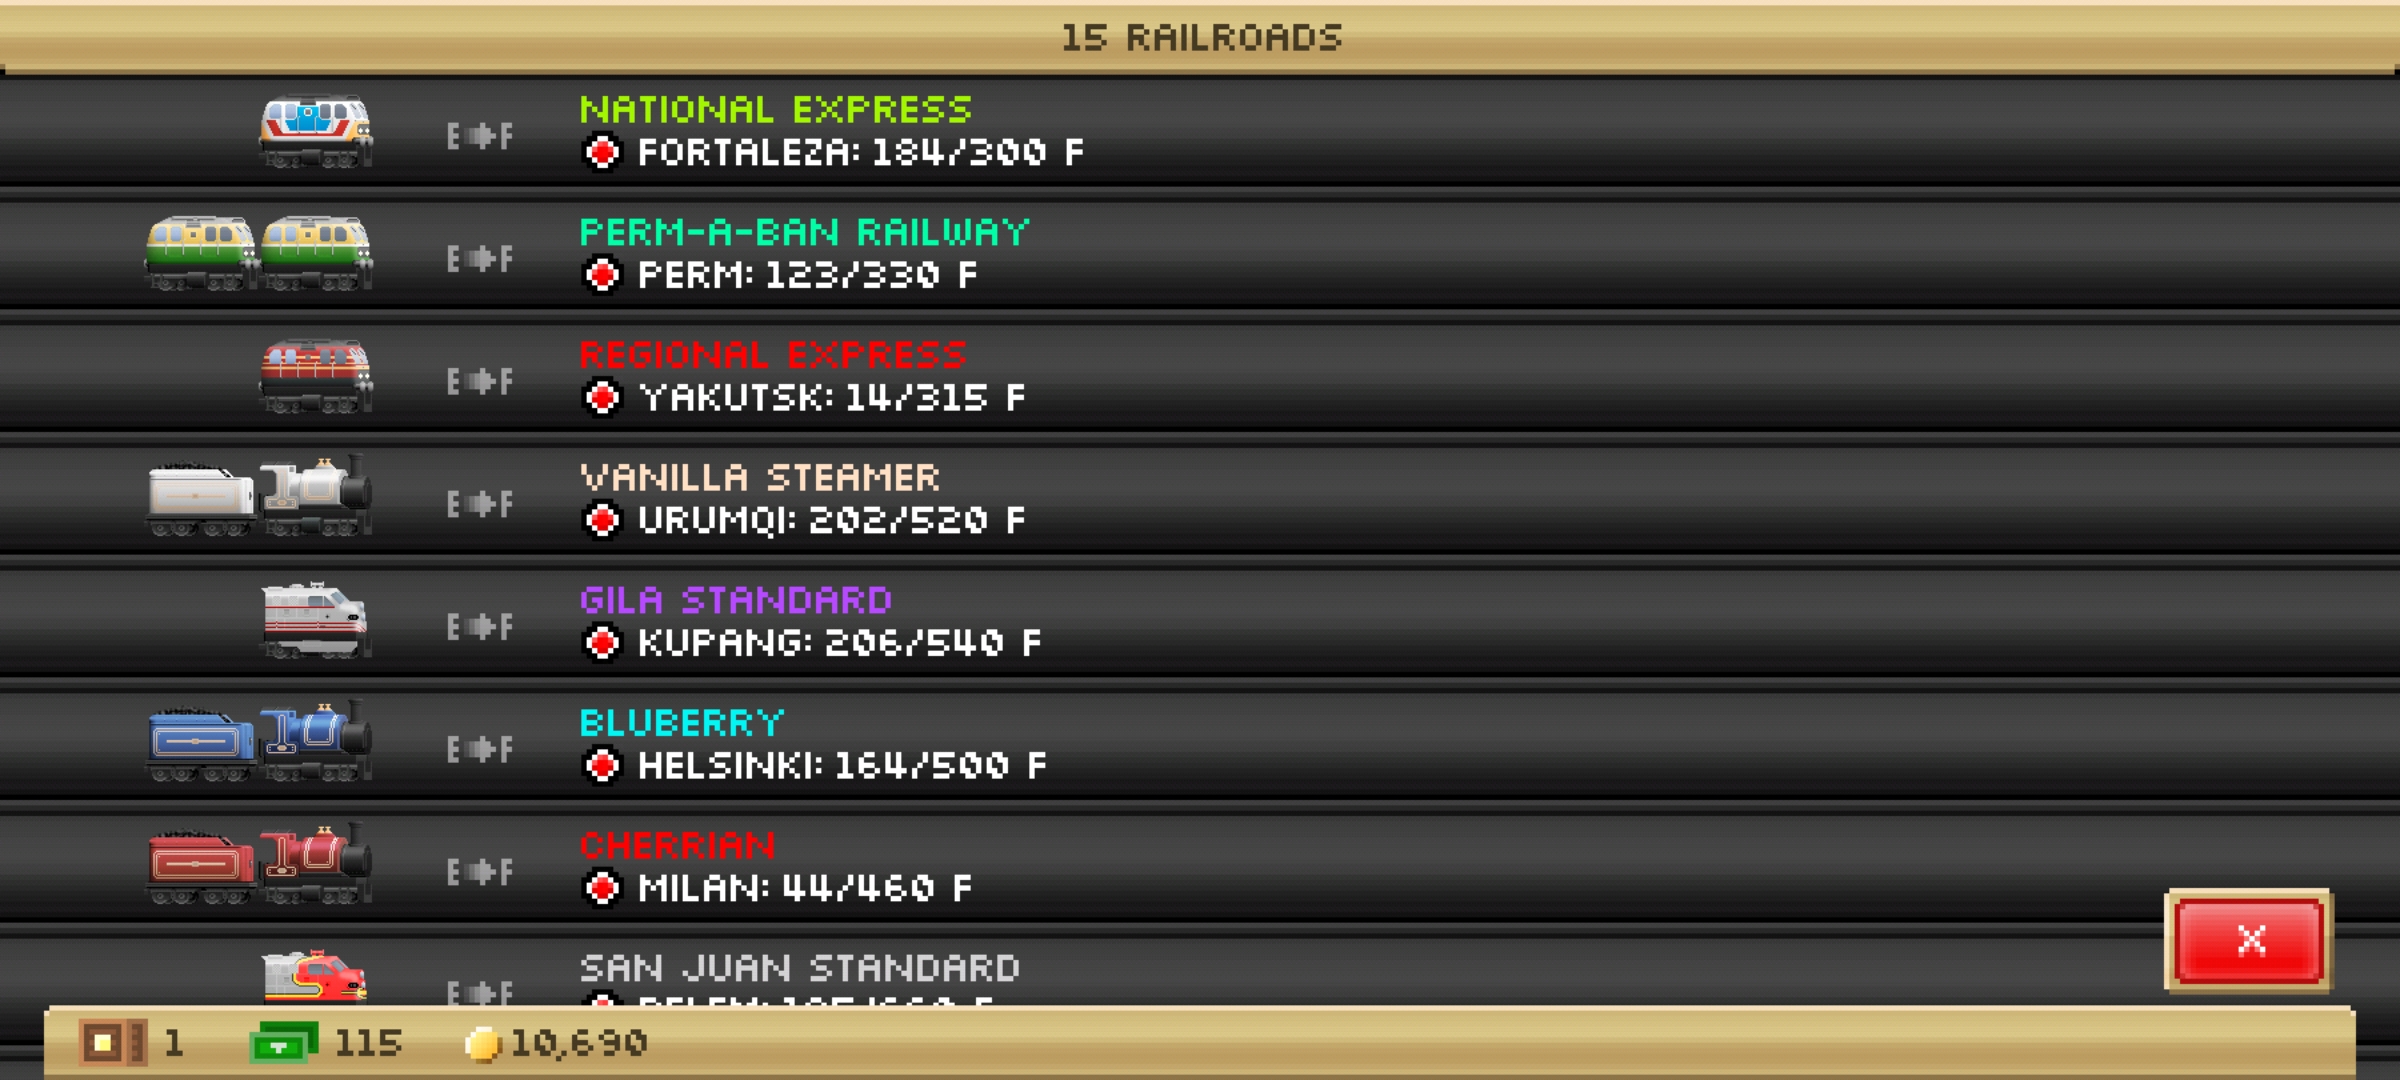 15 RAILROADS
E F
NATIONAL EXPRESS
FORTALEZA: 184/300 F
E F
PERM-A-BAN RAILWAY
PERM: 123/330 F
E F
REGIONAL EXPRESS
YAKUTSK: 14/315 F
E F
VANILLA STEAMER
URUMQI: 202/520 F
E F
GILA STANDARD
KUPANG: 206/540 F
E F
BLUBERRY
HELSINKI: 164/500 F
E F
CHERRIAN
MILAN: 44/460 F
X
E F
SAN JUAN STANDARD
1
115
10,690